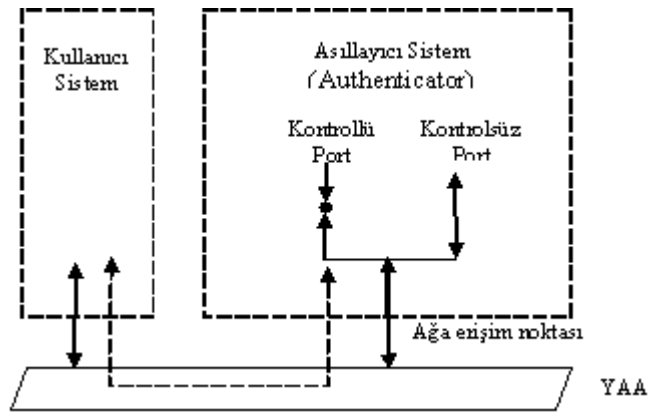 Kullanıcı
Sistem
Asıllayıcı Sistem
(Authenticator)
Kontrollü
Port
Kontrolsüz
Port
Ağa erişim noktası
YAA